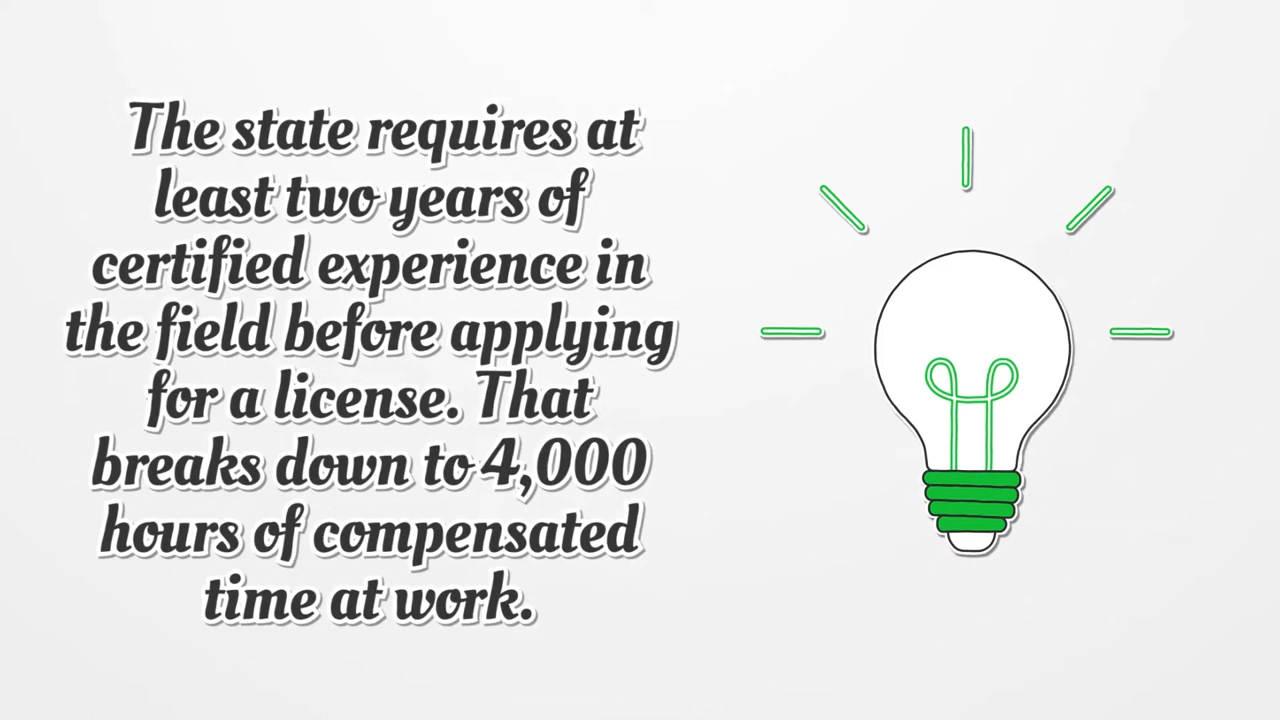 The state requires at
least two years of
certified experience in
the field before applying
for a license. That
breaks down to 4,000
hours of compensated
time at work.